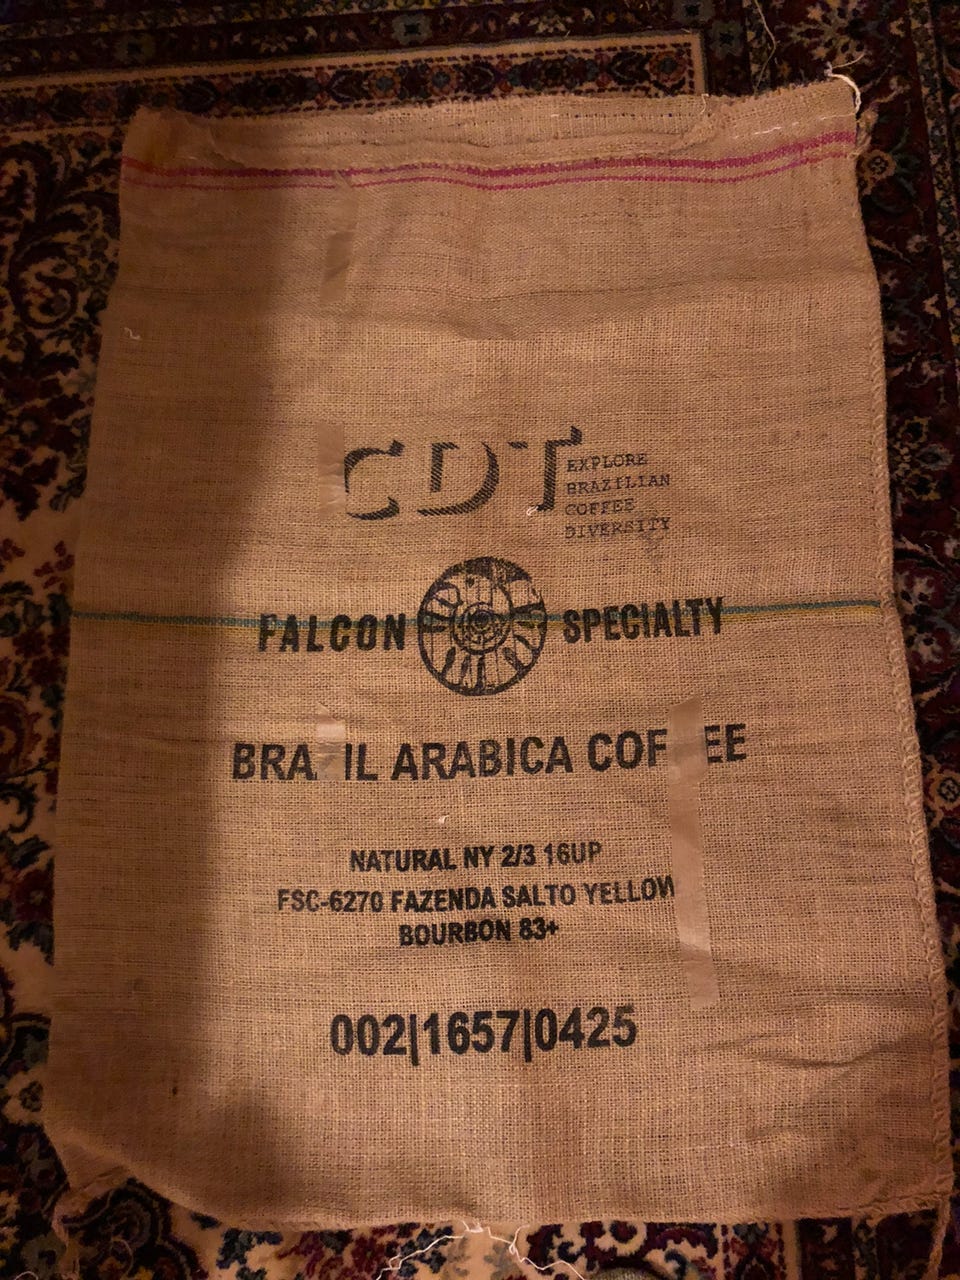 CDT
EXPLORE
BRAZILIAN
COFFEE
DIVERSITY
FALCON SPECIALTY
BRA IL ARABICA COF EE
NATURAL NY 2/3 16UP
FSC-6270 FAZENDA SALTO YELLOW
BOURBON 83+
002|1657|0425